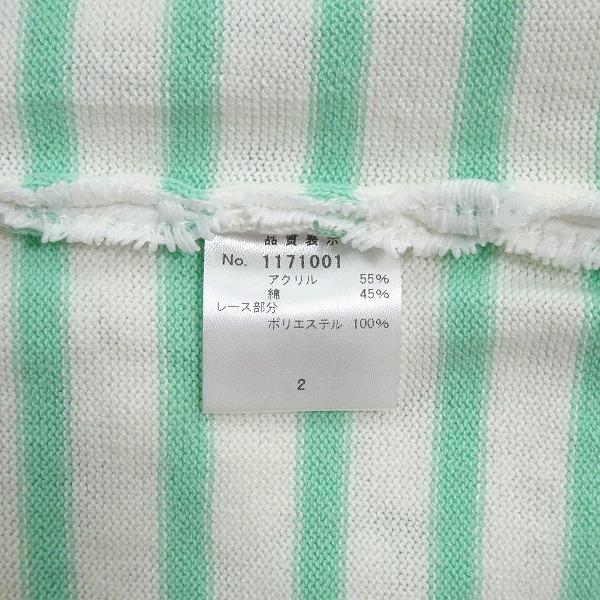 品質表示
No. 1171001
アクリル 55%
綿 45%
レース部分
ポリエステル 100%
2